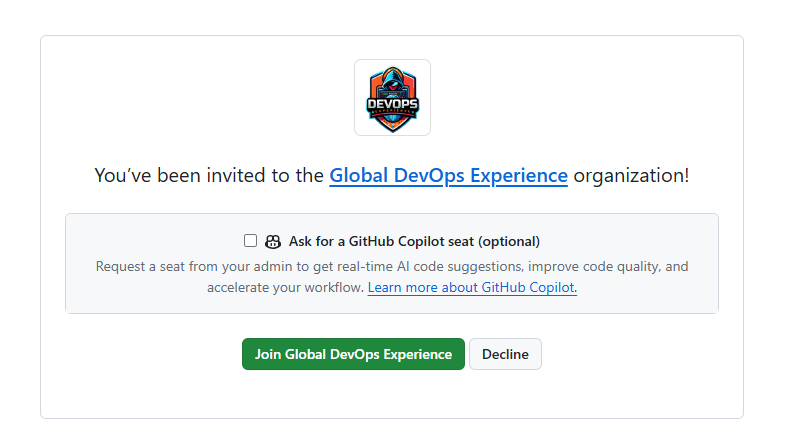 DEVOPS
EXPERIENCE
You've been invited to the Global DevOps Experience organization!
Ask for a GitHub Copilot seat (optional)
Request a seat from your admin to get real-time AI code suggestions, improve code quality, and
accelerate your workflow. Learn more about GitHub Copilot.
Join Global DevOps Experience
Decline